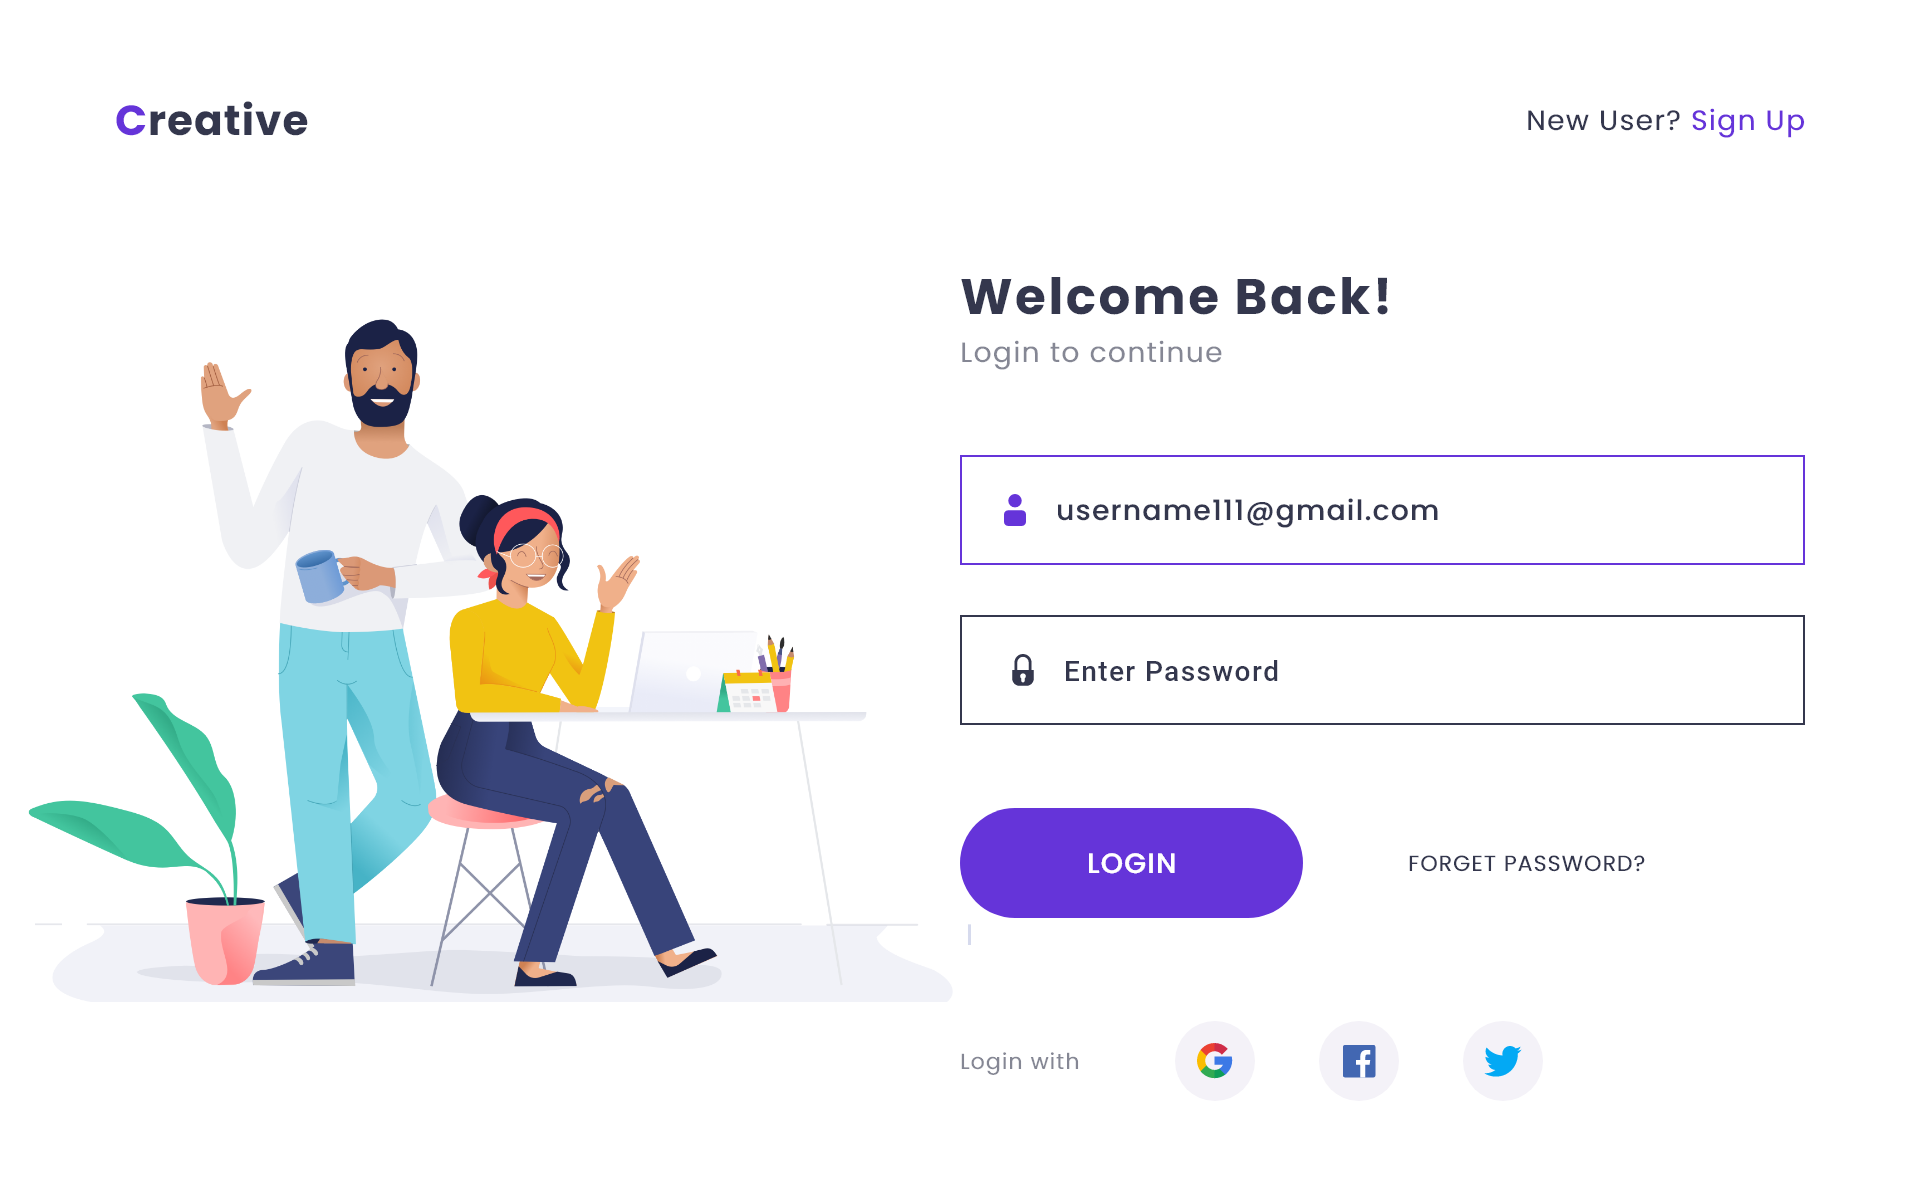 Creative
New User? Sign Up
Welcome Back!
Login to continue
username111@gmail.com
Enter Password
LOGIN
FORGET PASSWORD?
Login with